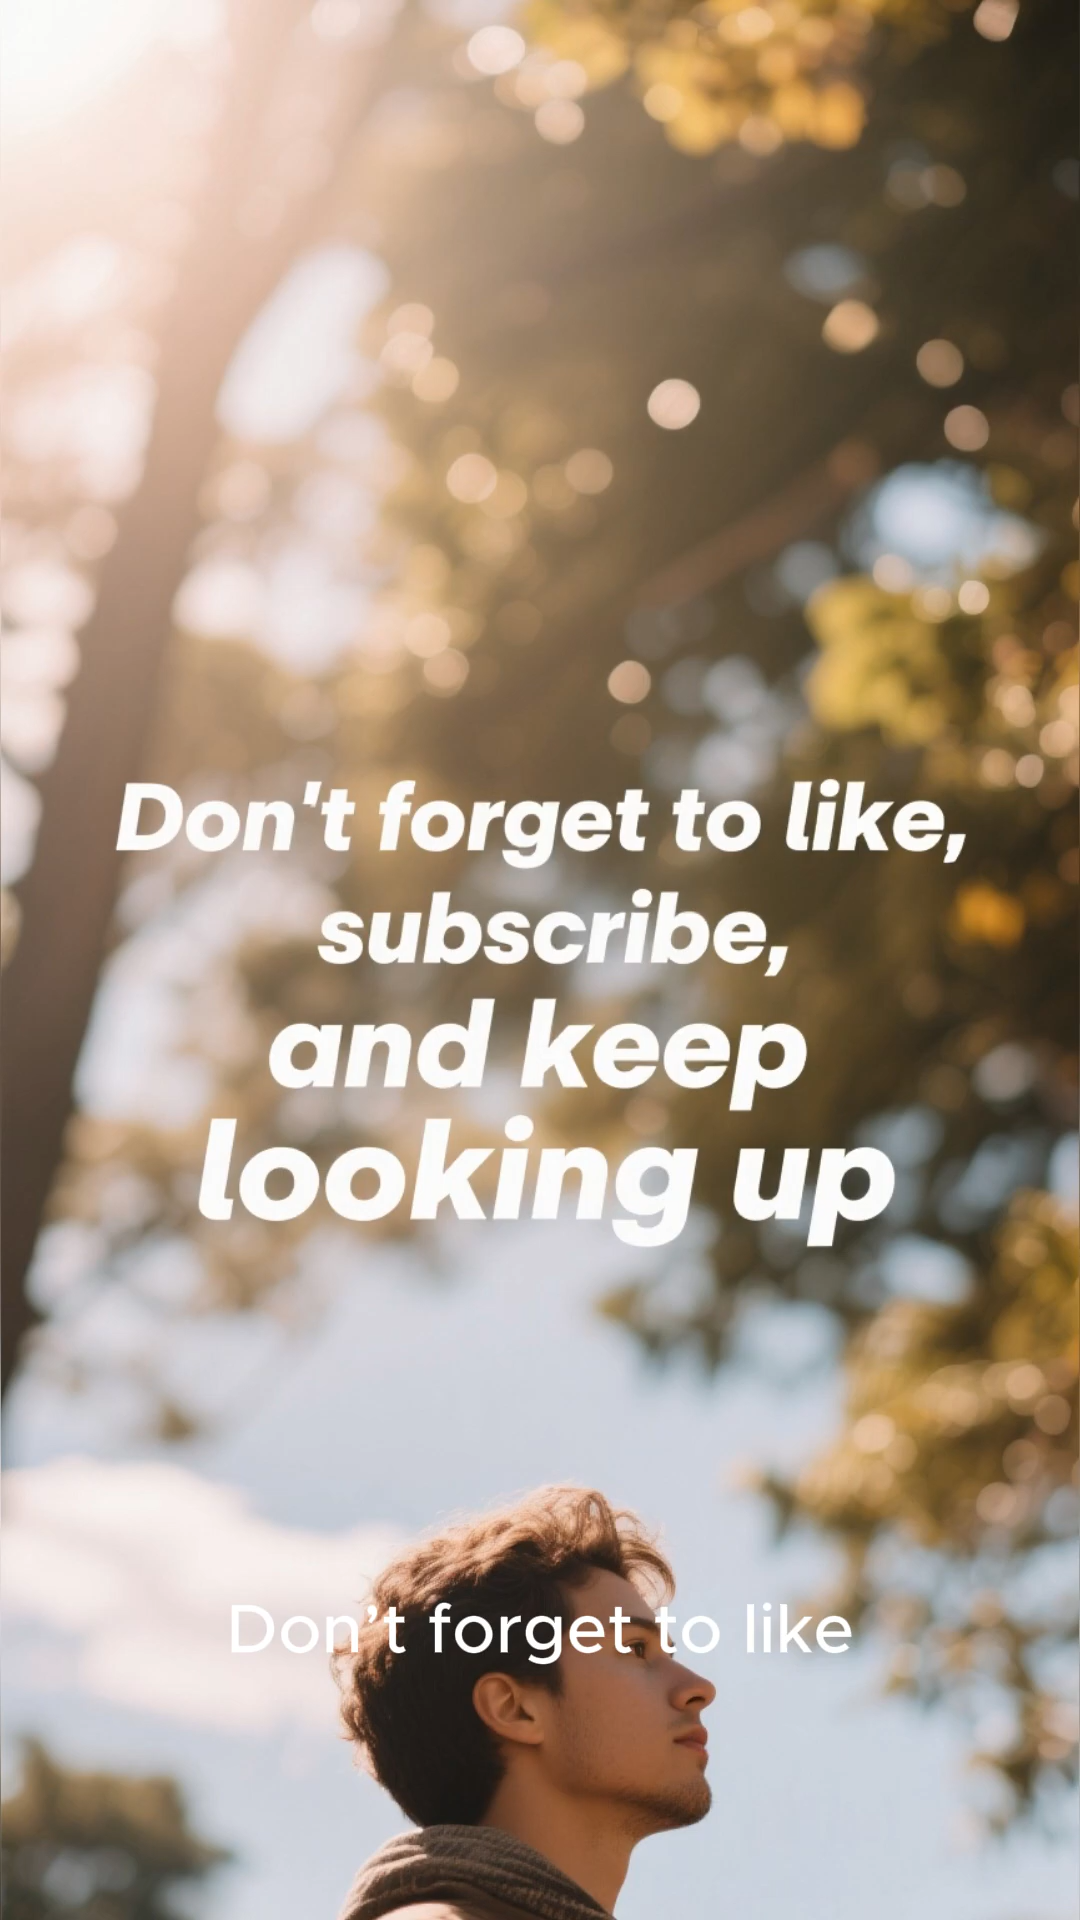 Don't forget to like,
subscribe,
and keep
looking up
Don’t forget to like